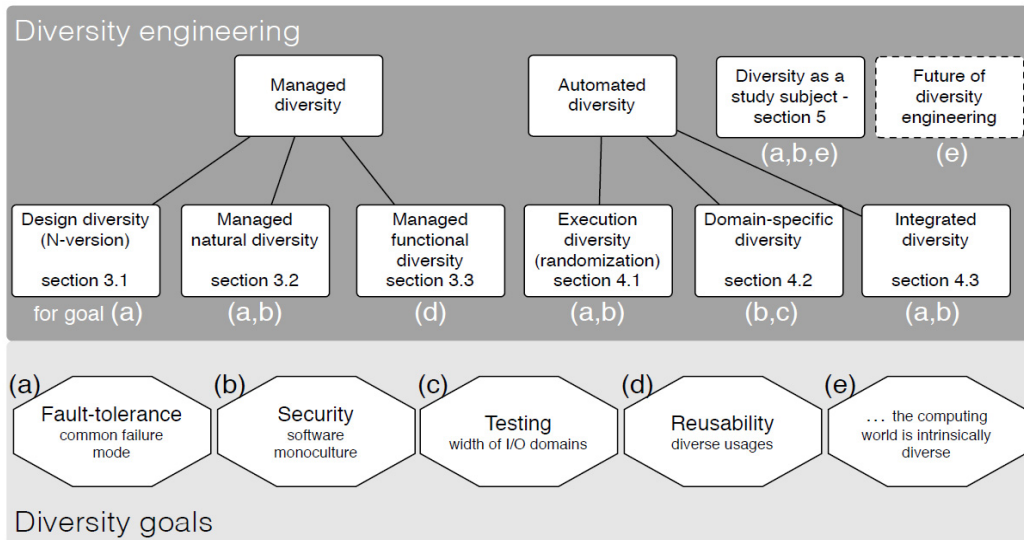 Diversity engineering
Managed
diversity
Automated
diversity
Diversity as a
study subject -
section 5
(a,b,e)
Future of
diversity
engineering
(e)
Design diversity
(N-version)
section 3.1
for goal (a)
Managed
natural diversity
section 3.2
(a,b)
Managed
functional
diversity
section 3.3
(d)
Execution
diversity
(randomization)
section 4.1
(a,b)
Domain-specific
diversity
section 4.2
(b,c)
Integrated
diversity
section 4.3
(a,b)
(a)
Fault-tolerance
common failure
mode
(b)
Security
software
monoculture
(c)
Testing
width of I/O domains
(d)
Reusability
diverse usages
(e)
... the computing
world is intrinsically
diverse
Diversity goals